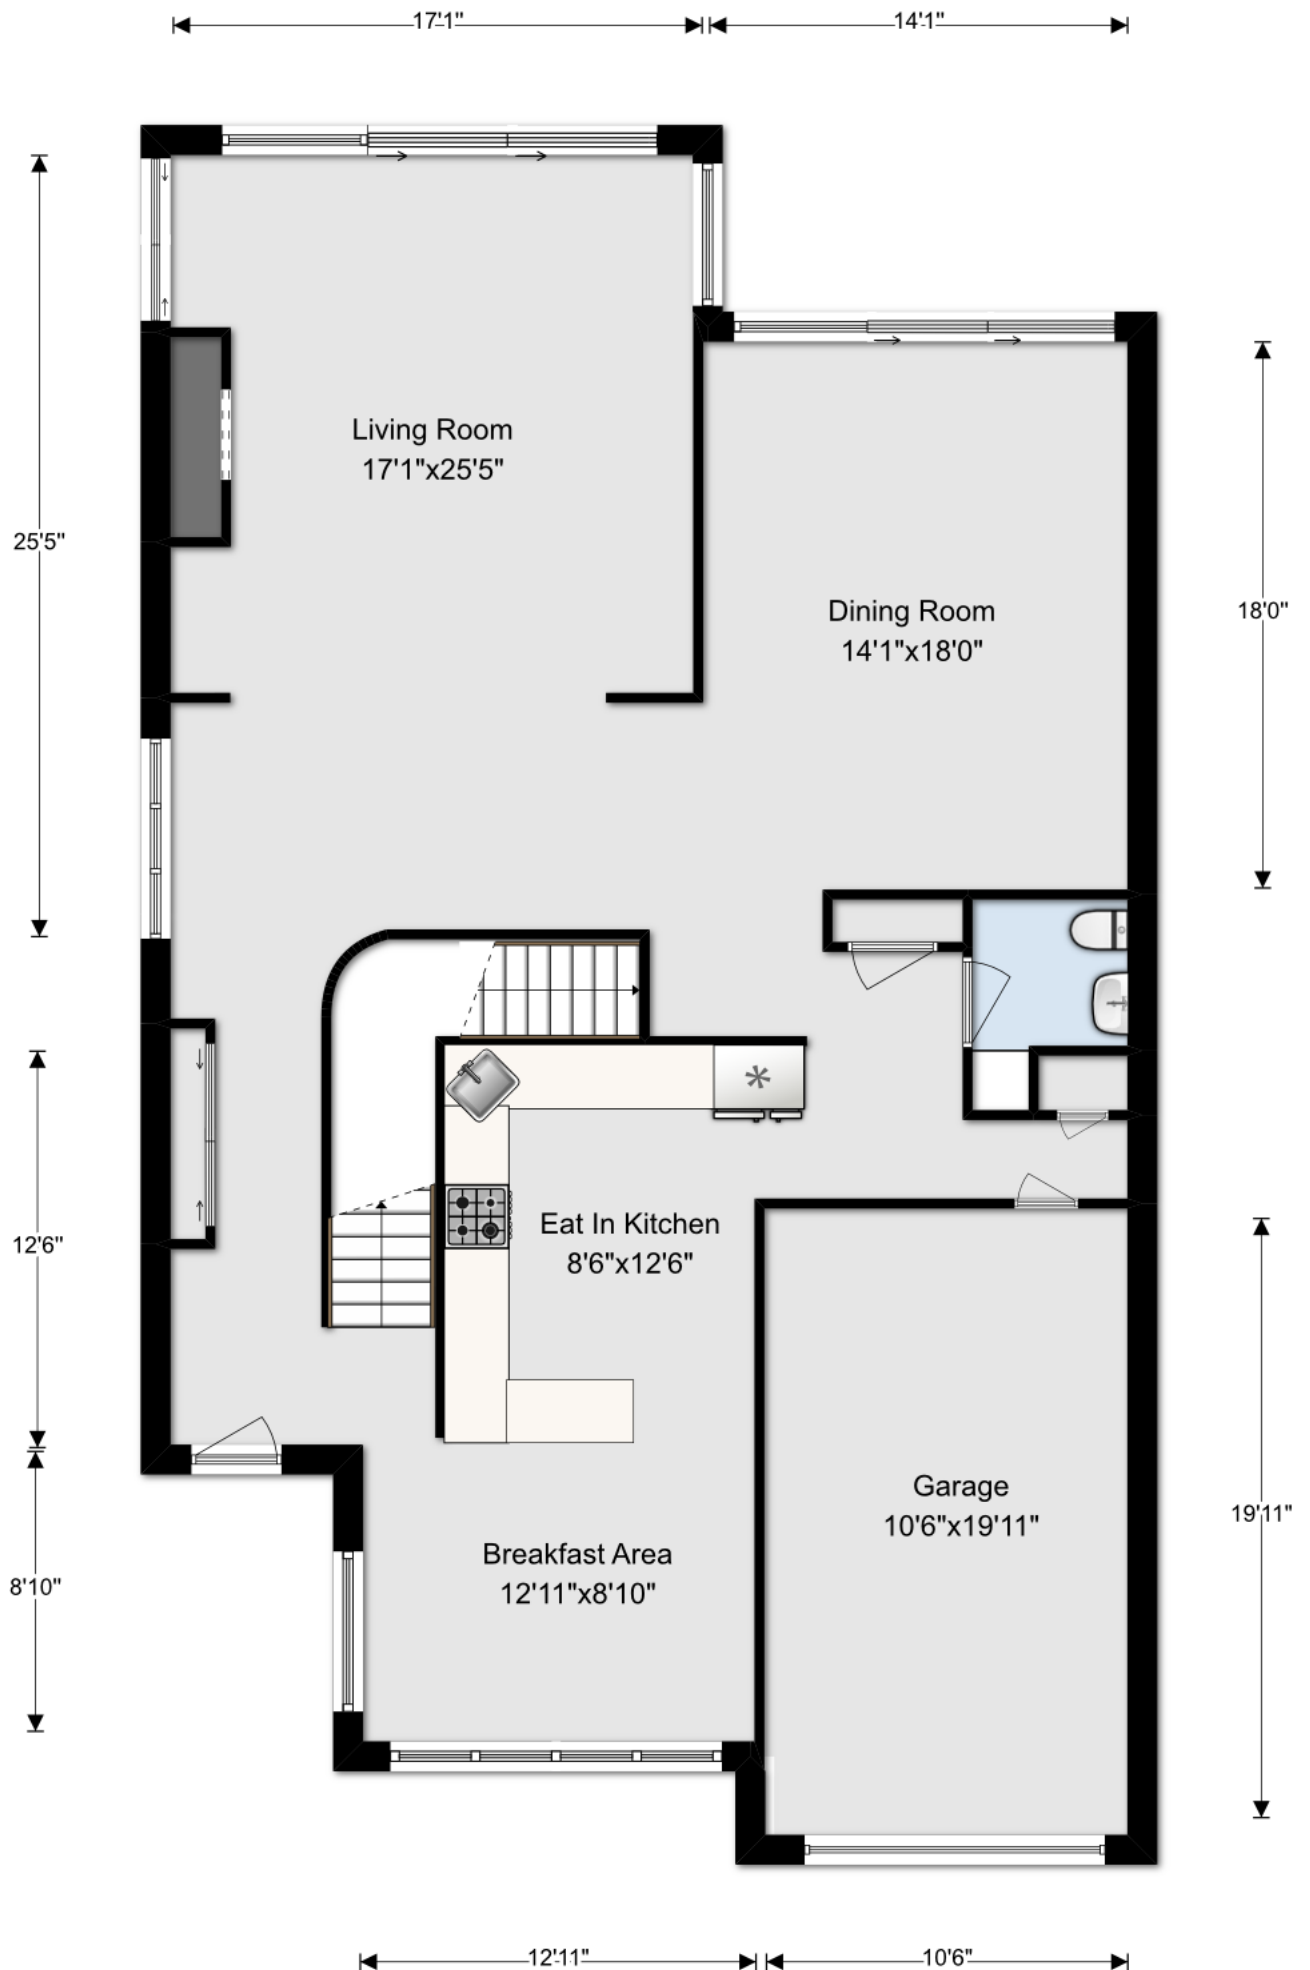 17'1"
14'1"
Living Room
17'1"x25'5"
25'5"
Dining Room
14'1"x18'0"
18'0"
Eat In Kitchen
8'6"x12'6"
12'6"
Garage
10'6"x19'11"
19'11"
Breakfast Area
12'11"x8'10"
8'10"
12'11"
10'6"